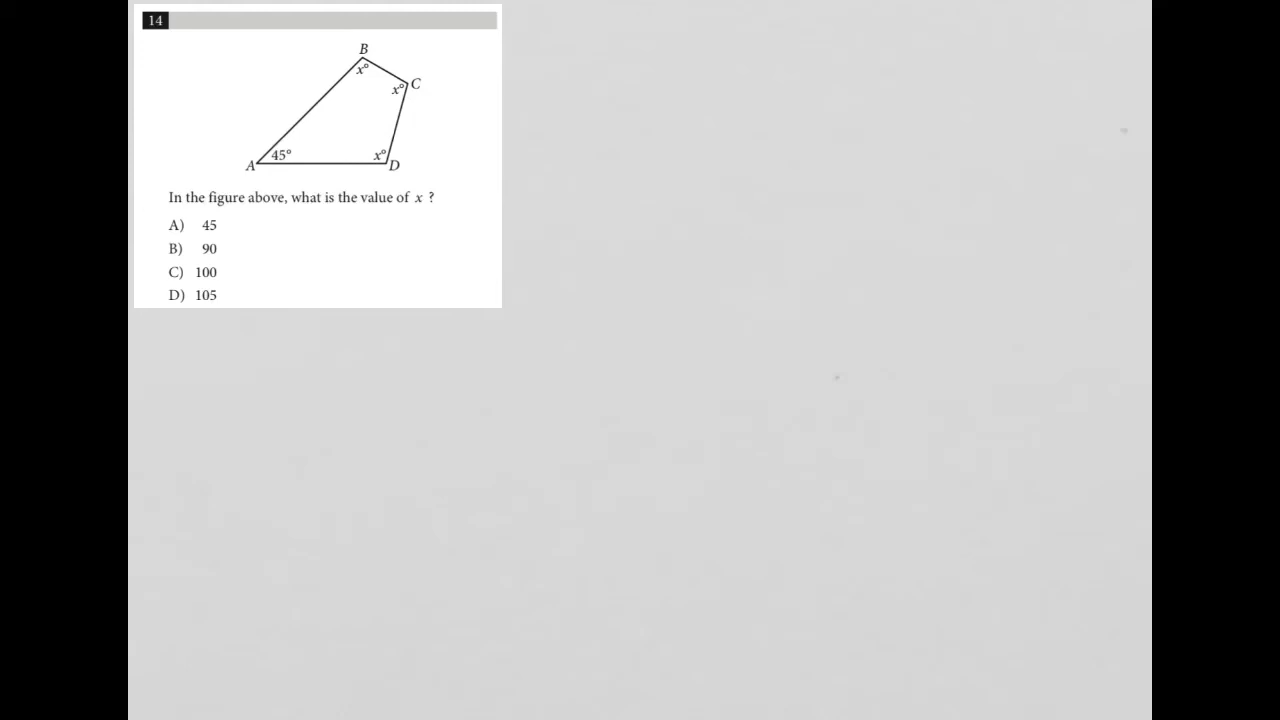 14
B
x°
x° C
45° x°
A D
In the figure above, what is the value of x ?
A) 45
B) 90
C) 100
D) 105